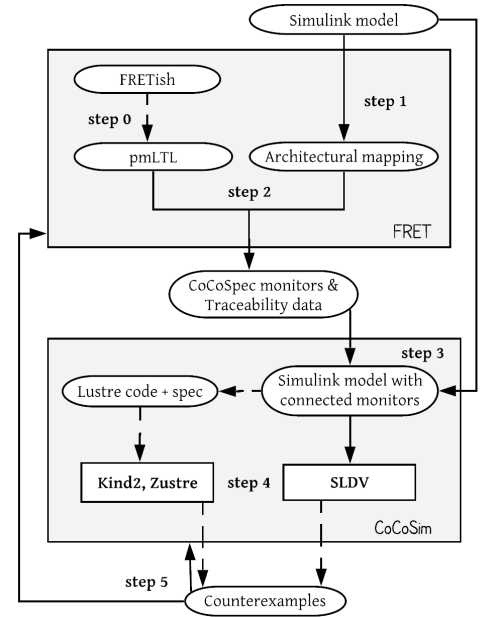 Simulink model
FRETish
step 1
step 0
pmLTL
Architectural mapping
step 2
FRET
CoCoSpec monitors &
Traceability data
step 3
Simulink model with
connected monitors
Lustre code + spec
Kind2, Zustre
step 4
SLDV
CoCoSim
step 5
Counterexamples